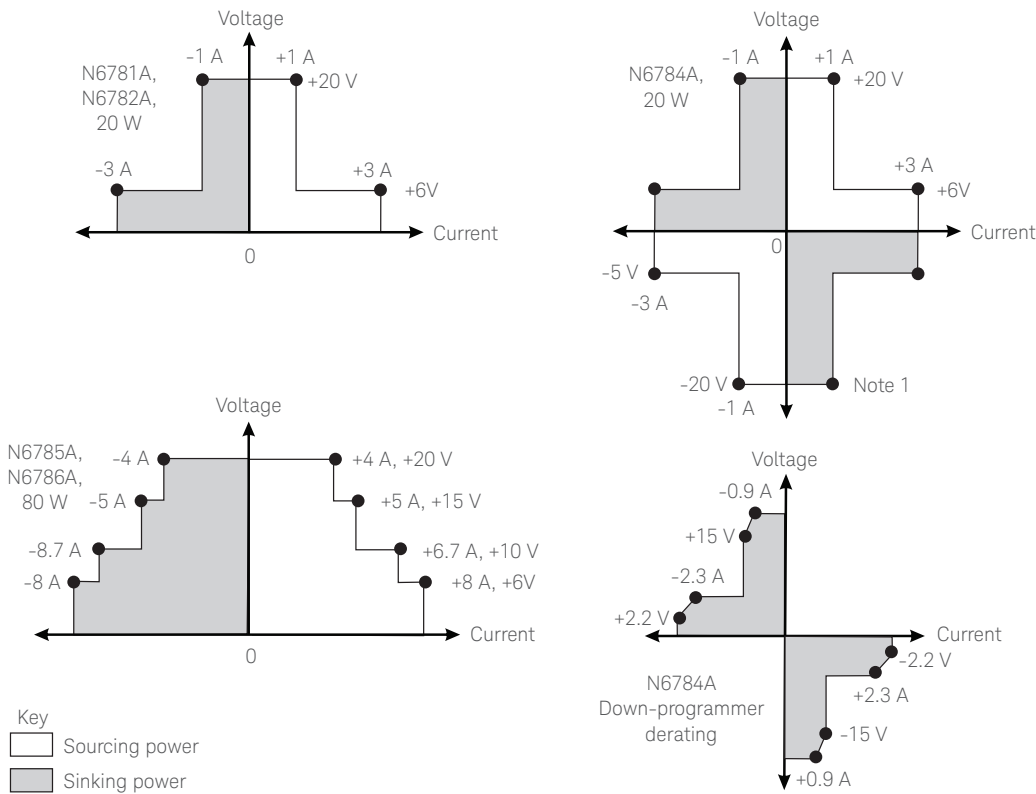 Voltage
-1 A
+1 A
N6781A,
N6782A,
20 W
+20 V
-3 A
+3 A
+6V
Current
0
Voltage
-1 A
+1 A
N6784A,
20 W
+20 V
+3 A
+6V
Current
0
-5 V
-3 A
-20 V
-1 A
Note 1
Voltage
N6785A,
N6786A,
80 W
-4 A
+4 A, +20 V
-5 A
+5 A, +15 V
-8.7 A
+6.7 A, +10 V
-8 A
+8 A, +6V
Current
0
Voltage
-0.9 A
+15 V
-2.3 A
+2.2 V
Current
-2.2 V
+2.3 A
-15 V
+0.9 A
N6784A
Down-programmer
derating
Key
Sourcing power
Sinking power